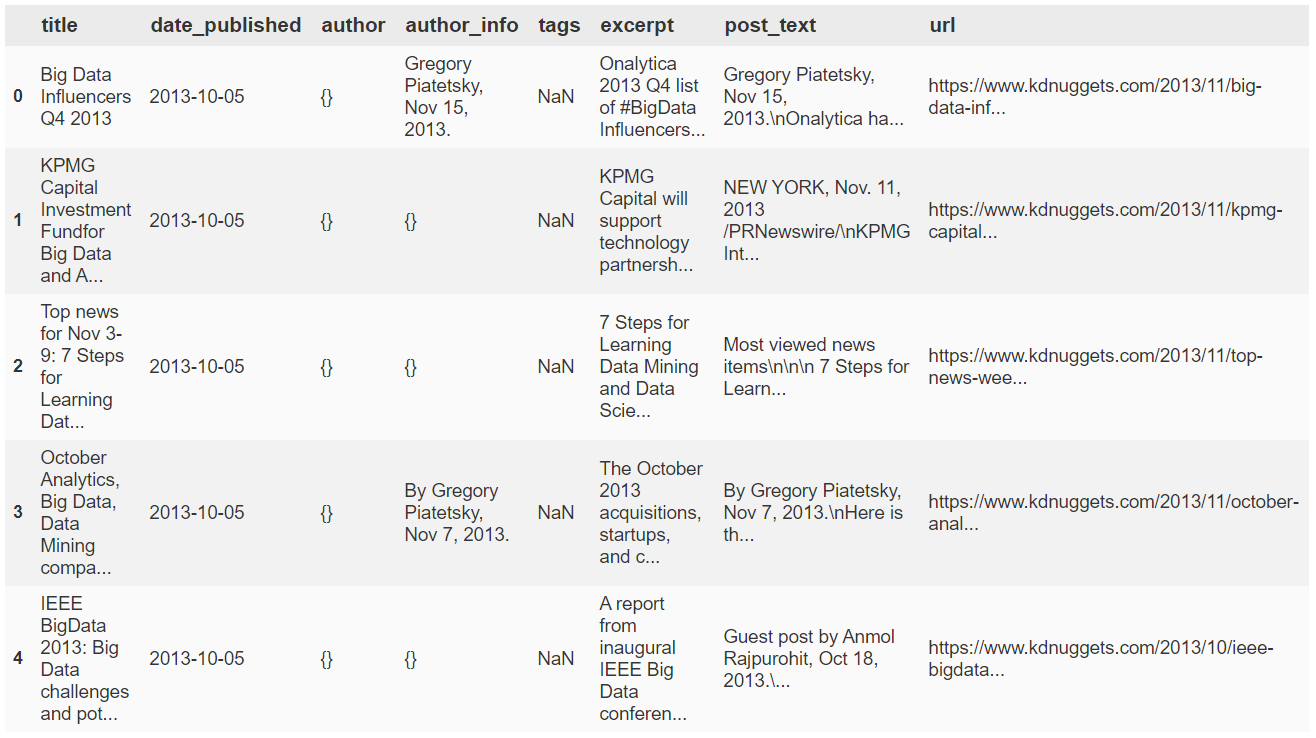 title date_published author author_info tags excerpt post_text url
0
Big Data
Influencers
Q4 2013
2013-10-05
{}
Gregory
Piatetsky,
Nov 15,
2013.
NaN
Onalytica
2013 Q4 list
of #BigData
Influencers...
Gregory Piatetsky,
Nov 15,
2013.\nOnalytica ha...
https://www.kdnuggets.com/2013/11/big-
data-inf...
1
KPMG
Capital
Investment
Fundfor
Big Data
and A...
2013-10-05
{}
{}
NaN
KPMG
Capital will
support
technology
partnersh...
NEW YORK, Nov. 11,
2013
/PRNewswire/\nKPMG
Int...
https://www.kdnuggets.com/2013/11/kpmg-
capital...
2
Top news
for Nov 3-
9: 7 Steps
for
Learning
Dat...
2013-10-05
{}
{}
NaN
7 Steps for
Learning
Data Mining
and Data
Scie...
Most viewed news
items\n\n\n 7 Steps for
Learn...
https://www.kdnuggets.com/2013/11/top-
news-wee...
3
October
Analytics,
Big Data,
Data
Mining
compa...
2013-10-05
{}
By Gregory
Piatetsky,
Nov 7, 2013.
NaN
The October
2013
acquisitions,
startups,
and c...
By Gregory Piatetsky,
Nov 7, 2013.\nHere is
th...
https://www.kdnuggets.com/2013/11/october-
anal...
4
IEEE
BigData
2013: Big
Data
challenges
and pot...
2013-10-05
{}
{}
NaN
A report
from
inaugural
IEEE Big
Data
conferen...
Guest post by Anmol
Rajpurohit, Oct 18,
2013.\...
https://www.kdnuggets.com/2013/10/ieee-
bigdata...